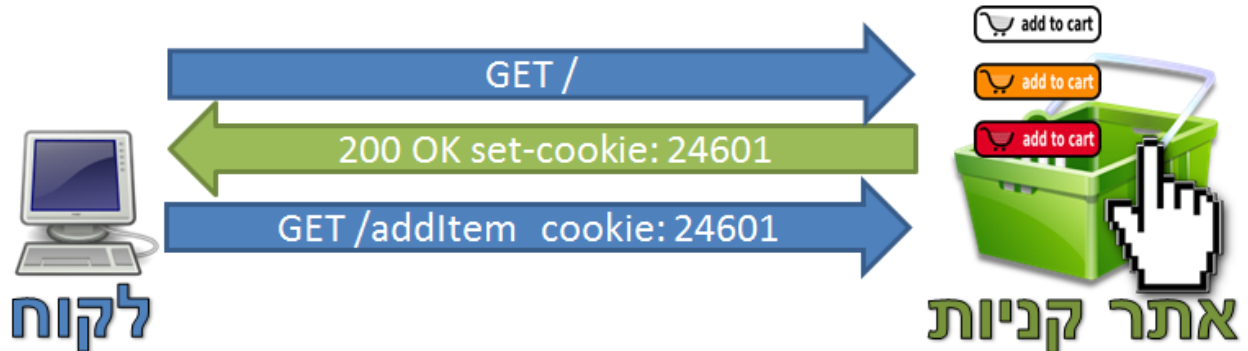 add to cart
GET /
add to cart
200 OK set-cookie: 24601
add to cart
GET /addItem cookie: 24601
לקוח
אתר קניות